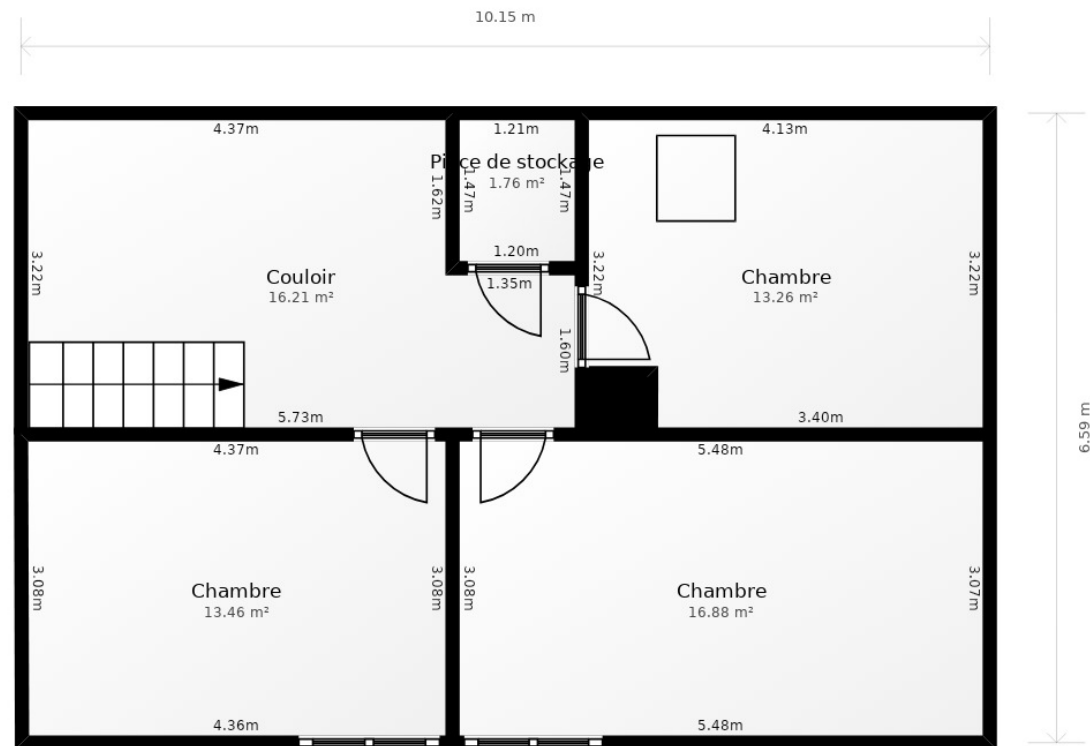 10.15 m
4.37m
1.21m
4.13m
Pièce de stockage
1.76 m²
1.62m
1.47m
1.47m
3.22m
1.20m
3.22m
3.22m
Couloir
16.21 m²
1.35m
Chambre
13.26 m²
1.60m
5.73m
3.40m
6.59 m
4.37m
5.48m
3.08m
Chambre
13.46 m²
3.08m
3.08m
Chambre
16.88 m²
3.07m
4.36m
5.48m